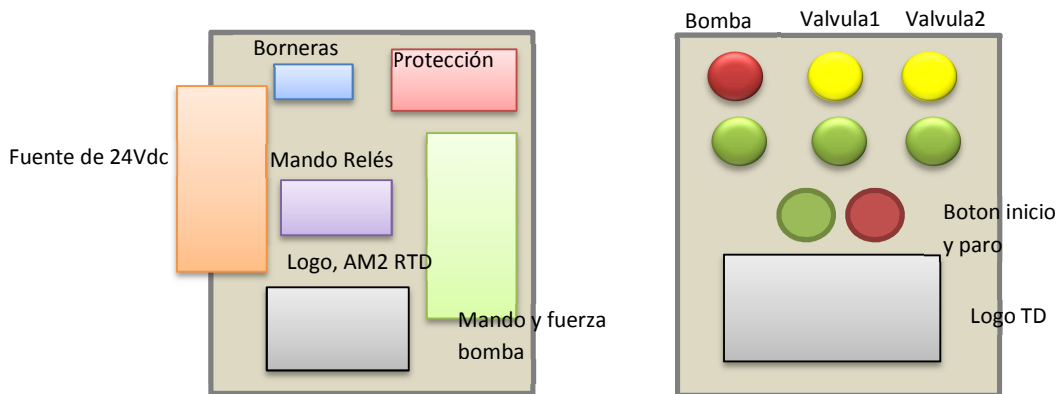 Borneras
Protección
Fuente de 24Vdc
Mando Relés
Logo, AM2 RTD
Mando y fuerza
bomba
Bomba
Valvula1
Valvula2
Boton inicio
y paro
Logo TD